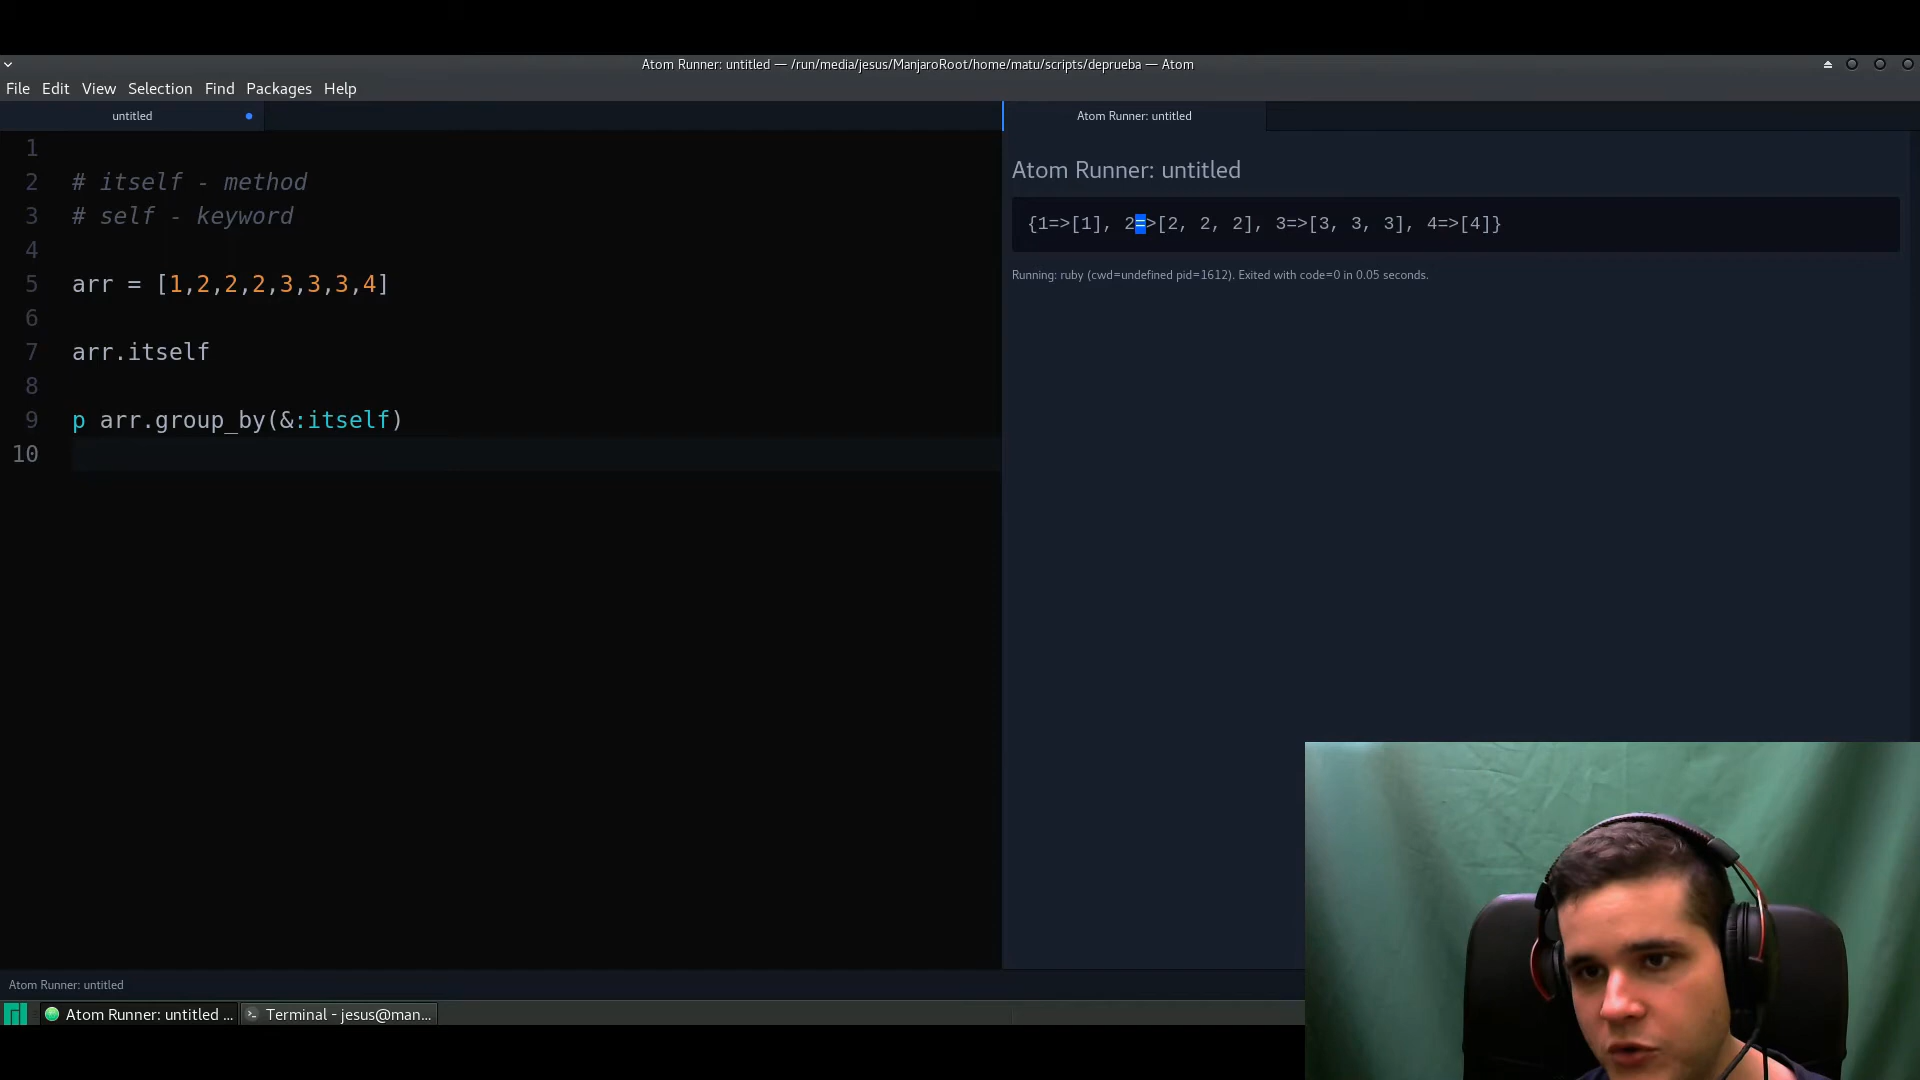 Atom Runner: untitled — /run/media/jesus/ManjaroRoot/home/matu/scripts/deprueba — Atom
File Edit View Selection Find Packages Help
untitled
Atom Runner: untitled
1
2 # itself - method
3 # self - keyword
4
5 arr = [1,2,2,2,3,3,3,4]
6
7 arr.itself
8
9 p arr.group_by(&:itself)
10
Atom Runner: untitled
{1=>[1], 2=>[2, 2, 2], 3=>[3, 3, 3], 4=>[4]}
Running: ruby (cwd=undefined pid=1612). Exited with code=0 in 0.05 seconds.
Atom Runner: untitled
Atom Runner: untitled ...
Terminal - jesus@man...